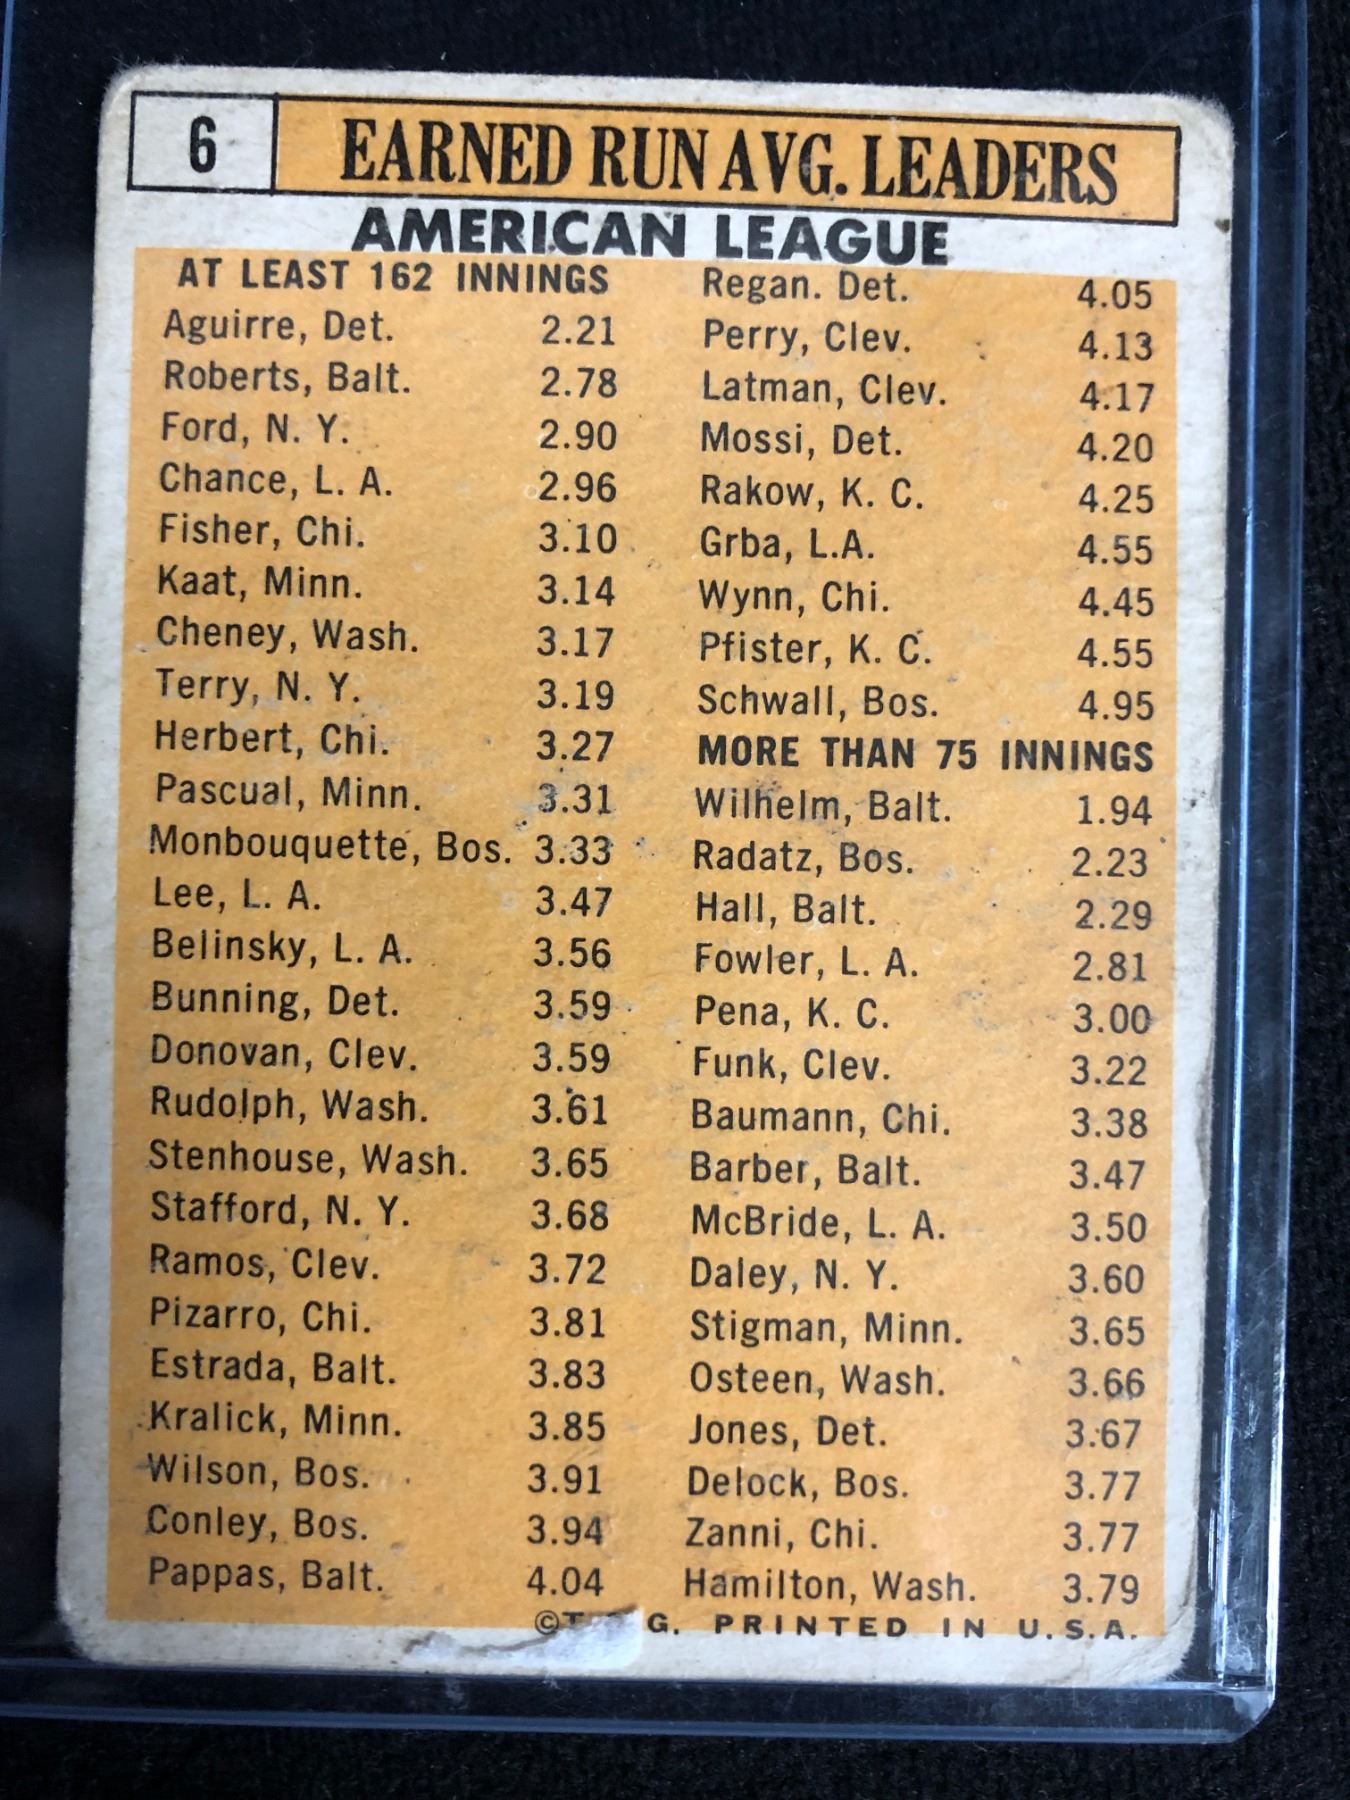 6
EARNED RUN AVG. LEADERS
AMERICAN LEAGUE
AT LEAST 162 INNINGS
Aguirre, Det. 2.21
Roberts, Balt. 2.78
Ford, N. Y. 2.90
Chance, L. A. 2.96
Fisher, Chi. 3.10
Kaat, Minn. 3.14
Cheney, Wash. 3.17
Terry, N. Y. 3.19
Herbert, Chi. 3.27
Pascual, Minn. 3.31
Monbouquette, Bos. 3.33
Lee, L. A. 3.47
Belinsky, L. A. 3.56
Bunning, Det. 3.59
Donovan, Clev. 3.59
Rudolph, Wash. 3.61
Stenhouse, Wash. 3.65
Stafford, N. Y. 3.68
Ramos, Clev. 3.72
Pizarro, Chi. 3.81
Estrada, Balt. 3.83
Kralick, Minn. 3.85
Wilson, Bos. 3.91
Conley, Bos. 3.94
Pappas, Balt. 4.04
Regan. Det. 4.05
Perry, Clev. 4.13
Latman, Clev. 4.17
Mossi, Det. 4.20
Rakow, K. C. 4.25
Grba, L.A. 4.55
Wynn, Chi. 4.45
Pfister, K. C. 4.55
Schwall, Bos. 4.95
MORE THAN 75 INNINGS
Wilhelm, Balt. 1.94
Radatz, Bos. 2.23
Hall, Balt. 2.29
Fowler, L. A. 2.81
Pena, K. C. 3.00
Funk, Clev. 3.22
Baumann, Chi. 3.38
Barber, Balt. 3.47
McBride, L. A. 3.50
Daley, N. Y. 3.60
Stigman, Minn. 3.65
Osteen, Wash. 3.66
Jones, Det. 3.67
Delock, Bos. 3.77
Zanni, Chi. 3.77
Hamilton, Wash. 3.79
G. PRINTED IN U.S.A.